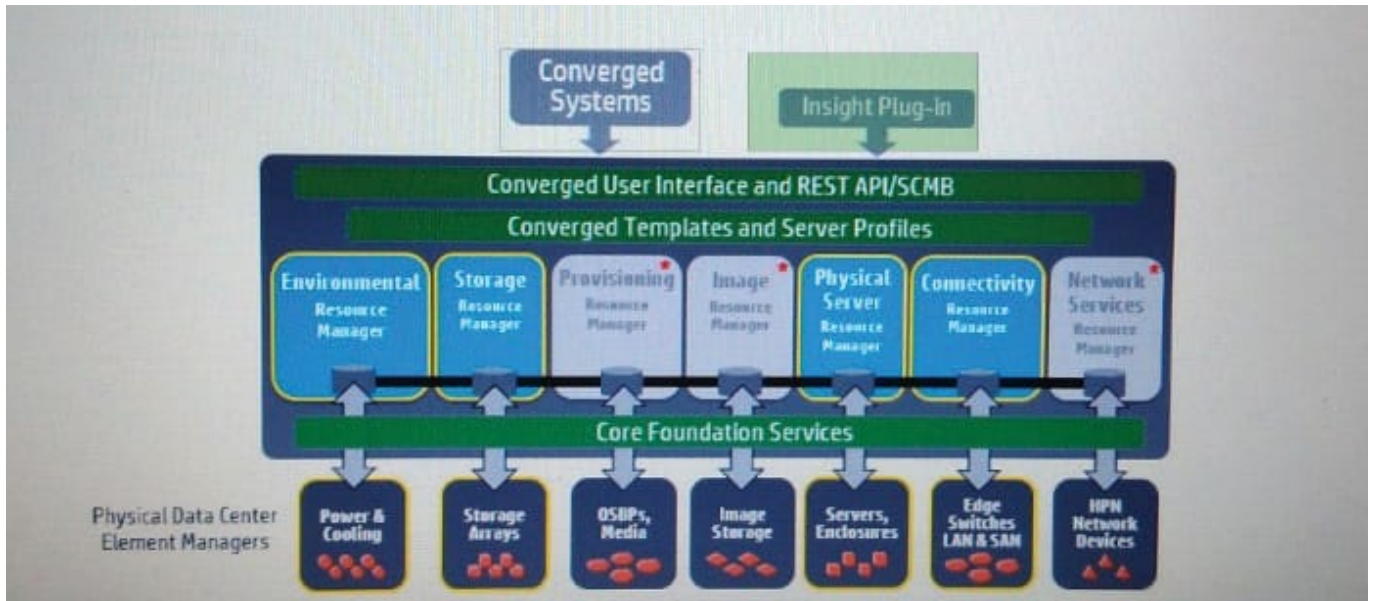 Converged
Systems
Insight Plug-in
Converged User Interface and REST API/SCMB
Converged Templates and Server Profiles
Environmental
Resource
Manager
Storage
Resource
Manager
Provisioning
Resource
Manager
Image
Resource
Manager
Physical
Server
Resource
Manager
Connectivity
Resource
Manager
Network
Services
Resource
Manager
Core Foundation Services
Physical Data Center
Element Managers
Power &
Cooling
Storage
Arrays
OSBPs,
Media
Image
Storage
Servers,
Enclosures
Edge
Switches
LAN & SAN
HPN
Network
Devices